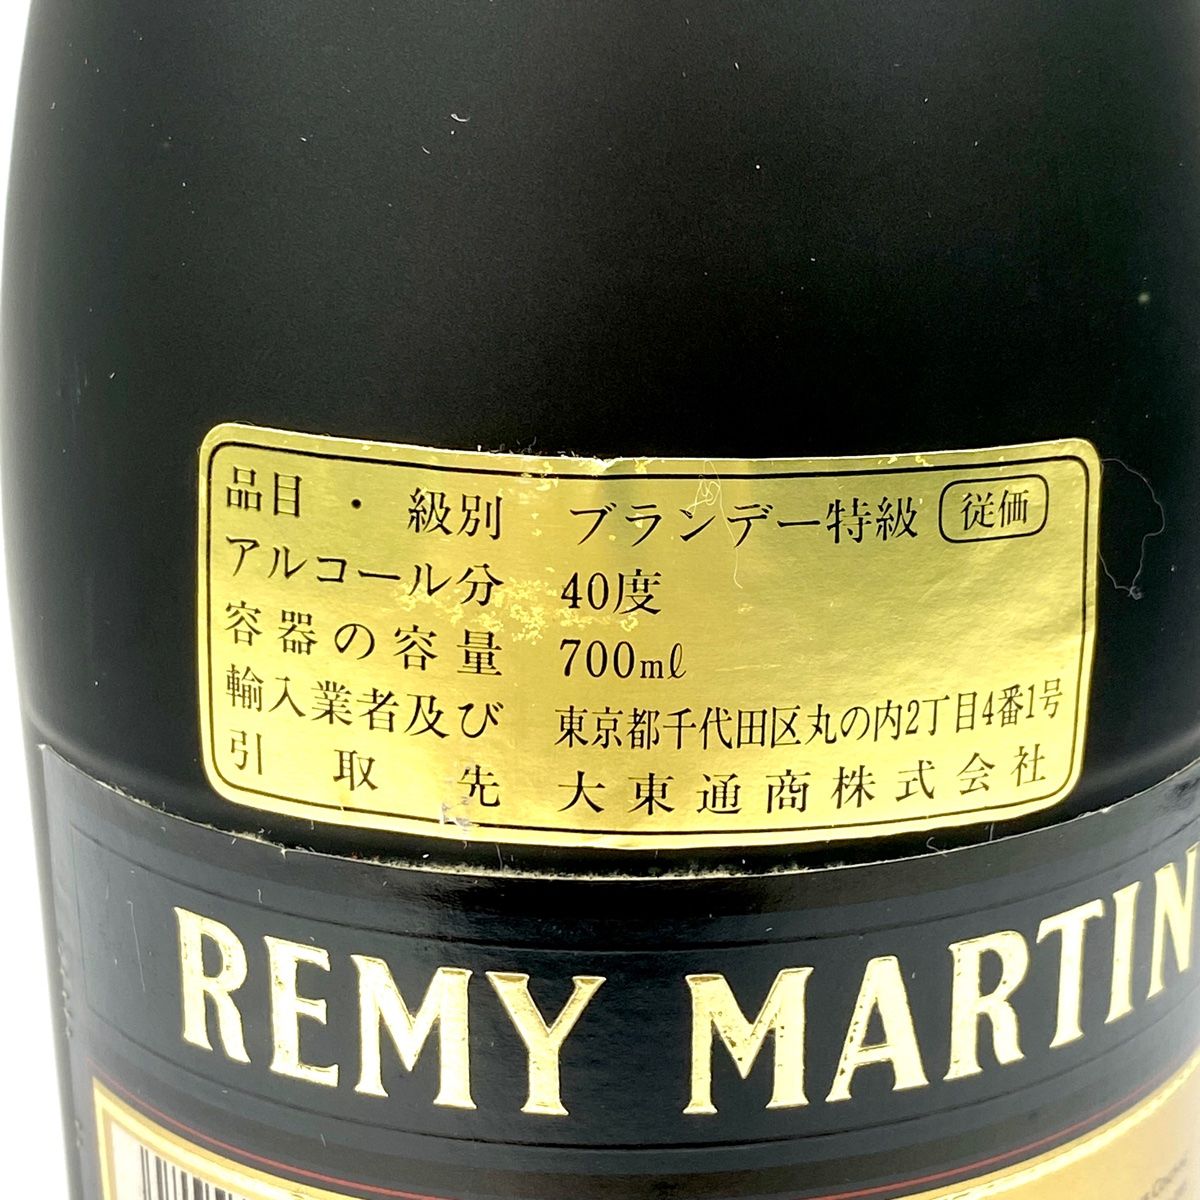 品目・級別 ブランデー特級 従価
アルコール分 40度
容器の容量 700mℓ
輸入業者及び 東京都千代田区丸の内2丁目4番1号
引取先 大東通商株式会社
REMY MARTIN